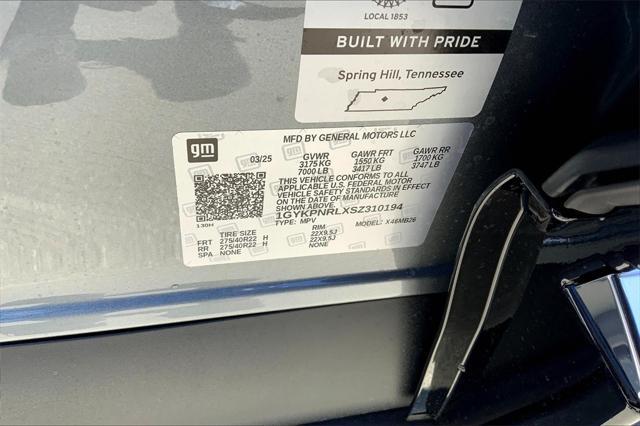 LOCAL 1853
BUILT WITH PRIDE
Spring Hill, Tennessee
MFD BY GENERAL MOTORS LLC
gm
03/25 GVWR GAWR FRT GAWR RR
3175 KG 1550 KG 1700 KG
7000 LB 3417 LB 3747 LB
THIS VEHICLE CONFORMS TO ALL
APPLICABLE U.S. FEDERAL MOTOR
VEHICLE SAFETY STANDARDS IN EFFECT
ON THE DATE OF MANUFACTURE SHOWN ABOVE.
1GYKPNRLXSZ310194
TYPE: MPV MODEL: X46MB26
130H
TIRE SIZE RIM
FRT 275/40R22 H 22X9.5J
RR 275/40R22 H 22X9.5J
SPA NONE NONE